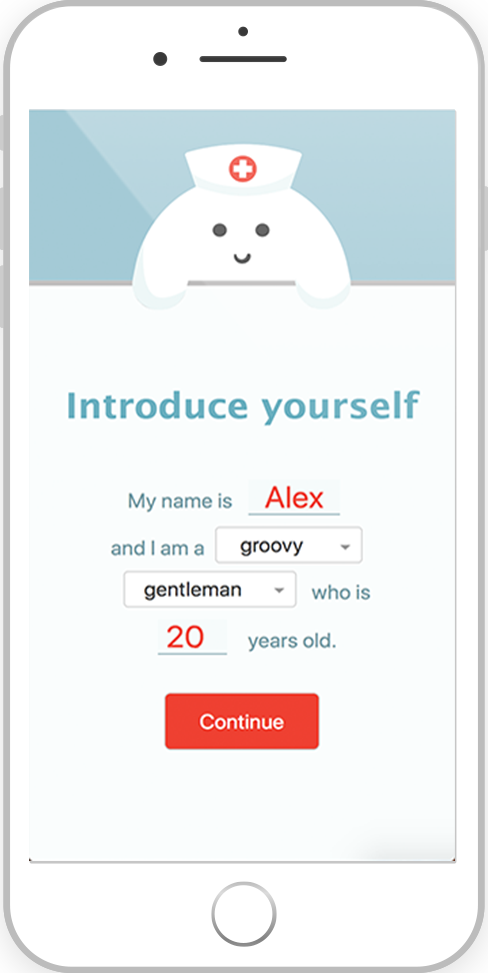 Introduce yourself
My name is Alex
and I am a groovy
gentleman who is
20 years old.
Continue